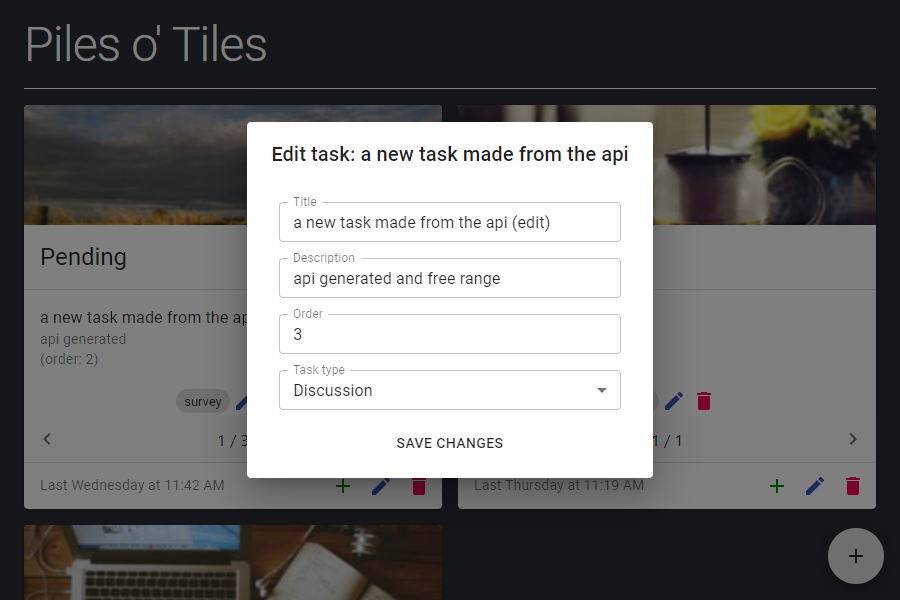 Piles o' Tiles
Edit task: a new task made from the api
Title
a new task made from the api (edit)
Description
api generated and free range
Order
3
Task type
Discussion
SAVE CHANGES
Pending
a new task made from the ap
api generated
(order: 2)
survey
1 / 3
Last Wednesday at 11:42 AM
1 / 1
Last Thursday at 11:19 AM